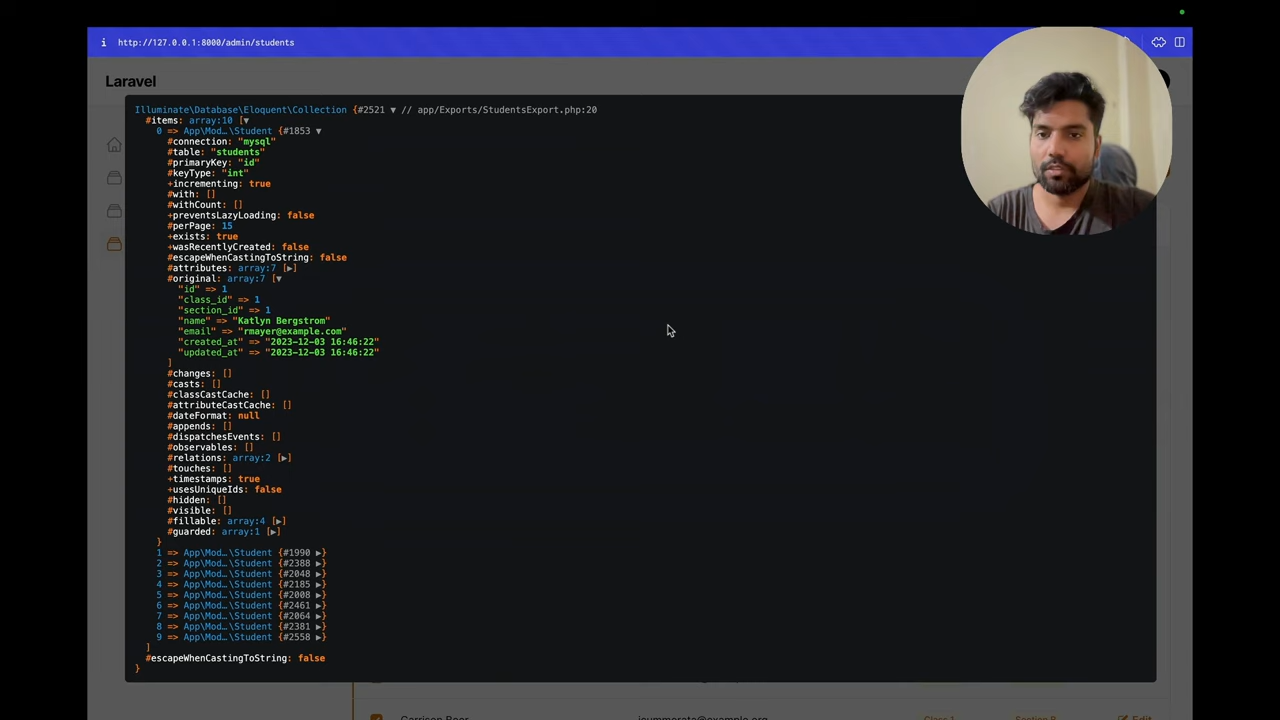 http://127.0.0.1:8000/admin/students
Laravel
Illuminate\Database\Eloquent\Collection {#2521 ▼ // app/Exports/StudentsExport.php:20
#items: array:10 [▼
0 => App\Mod…\Student {#1853 ▼
#connection: "mysql"
#table: "students"
#primaryKey: "id"
#keyType: "int"
+incrementing: true
#with: []
#withCount: []
+preventsLazyLoading: false
#perPage: 15
+exists: true
+wasRecentlyCreated: false
#escapeWhenCastingToString: false
#attributes: array:7 [▶]
#original: array:7 [▼
"id" => 1
"class_id" => 1
"section_id" => 1
"name" => "Katlyn Bergstrom"
"email" => "rmayer@example.com"
"created_at" => "2023-12-03 16:46:22"
"updated_at" => "2023-12-03 16:46:22"
]
#changes: []
#casts: []
#classCastCache: []
#attributeCastCache: []
#dateFormat: null
#appends: []
#dispatchesEvents: []
#observables: []
#relations: array:2 [▶]
#touches: []
+timestamps: true
+usesUniqueIds: false
#hidden: []
#visible: []
#fillable: array:4 [▶]
#guarded: array:1 [▶]
}
1 => App\Mod…\Student {#1990 ▶}
2 => App\Mod…\Student {#2388 ▶}
3 => App\Mod…\Student {#2048 ▶}
4 => App\Mod…\Student {#2185 ▶}
5 => App\Mod…\Student {#2008 ▶}
6 => App\Mod…\Student {#2461 ▶}
7 => App\Mod…\Student {#2064 ▶}
8 => App\Mod…\Student {#2381 ▶}
9 => App\Mod…\Student {#2558 ▶}
]
#escapeWhenCastingToString: false
}